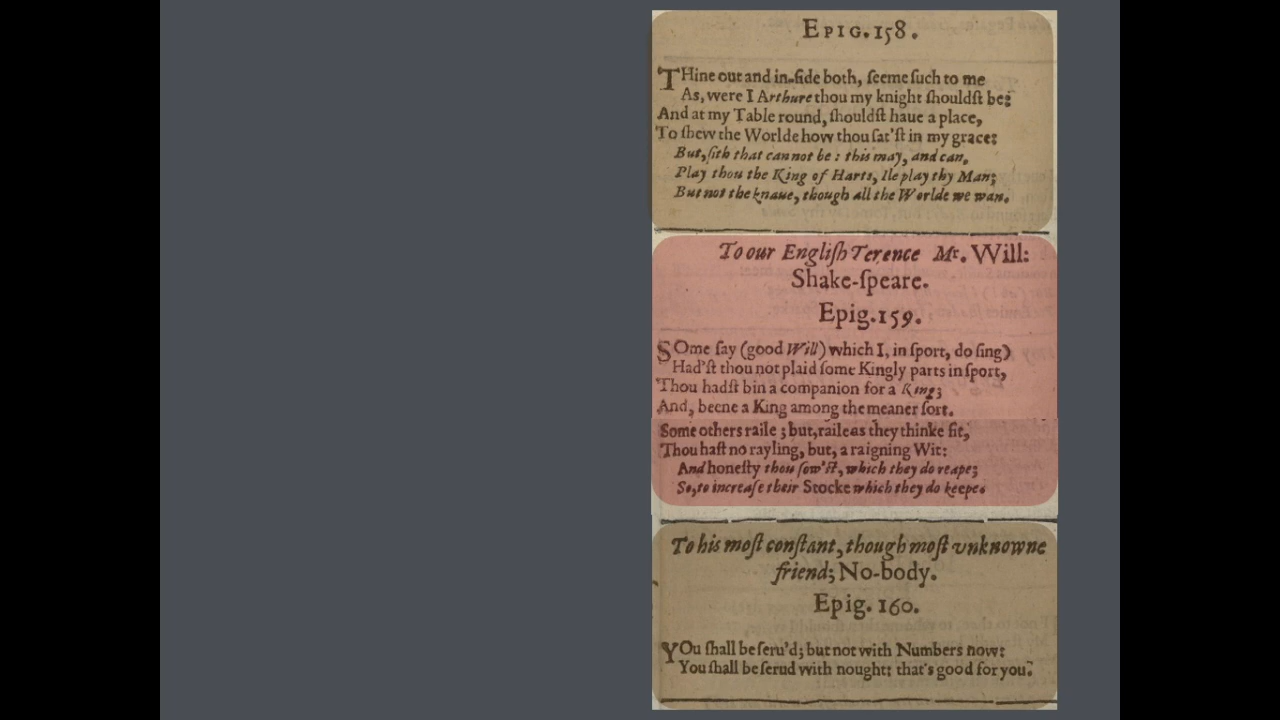 EPIG.158.
THine out and in-side both, ſeeme ſuch to me
As, were I Arthure thou my knight ſhouldſt be:
And at my Table round, ſhouldſt haue a place,
To ſhew the Worlde how thou ſat'ſt in my grace:
But, ſith that cannot be : this may, and can,
Play thou the King of Harts, Ile play thy Man;
But not the knaue, though all the Worlde we wan.
To our Engliſh Terence Mr. Will:
Shake-ſpeare.
Epig.159.
SOme ſay (good Will) which I, in ſport, do ſing)
Had'ſt thou not plaid ſome Kingly parts in ſport,
Thou hadſt bin a companion for a King;
And, beene a King among the meaner ſort.
Some others raile ; but, raile as they thinke fit,
Thou haſt no rayling, but, a raigning Wit:
And honeſty thou ſow'ſt, which they do reape;
So, to increaſe their Stocke which they do keepe.
To his moſt conſtant, though moſt vnknowne
friend; No-body.
Epig. 160.
YOu ſhall be ſeru'd; but not with Numbers now:
You ſhall be ſerud with nought: that's good for you.